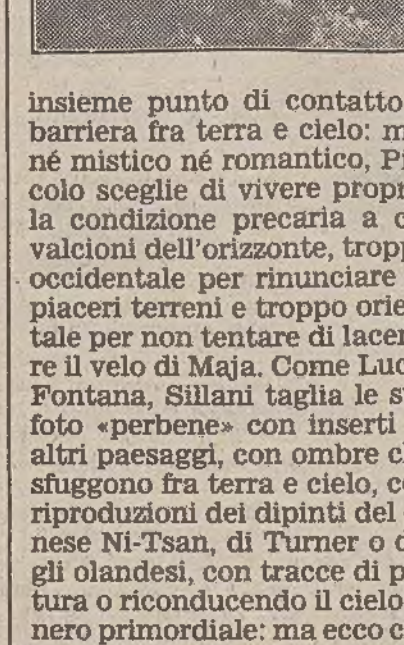 insieme punto di contatto
barriera fra terra e cielo: m
né mistico né romantico, Pi
colo sceglie di vivere propr
la condizione precaria a c
valcioni dell'orizzonte, trop
occidentale per rinunciare
piaceri terreni e troppo orie
tale per non tentare di lacer
re il velo di Maja. Come Luc
Fontana, Sillani taglia le s
foto «perbene» con inserti
altri paesaggi, con ombre c
sfuggono fra terra e cielo, c
riproduzioni dei dipinti del
nese Ni-Tsan, di Turner o d
gli olandesi, con tracce di p
tura o riconducendo il cielo
nero primordiale: ma ecco c